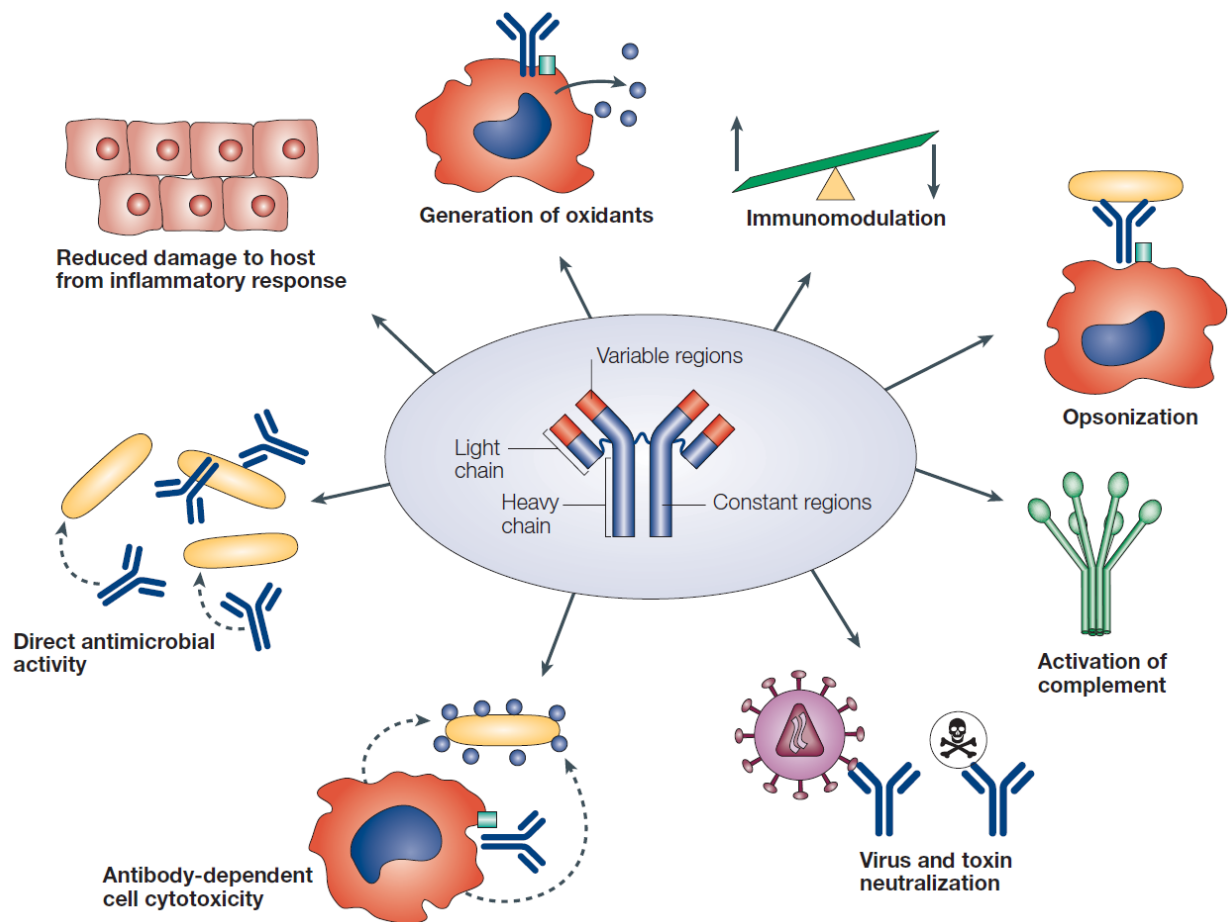 Generation of oxidants
Immunomodulation
Reduced damage to host
from inflammatory response
Opsonization
Variable regions
Light
chain
Heavy
chain
Constant regions
Direct antimicrobial
activity
Activation of
complement
Virus and toxin
neutralization
Antibody-dependent
cell cytotoxicity